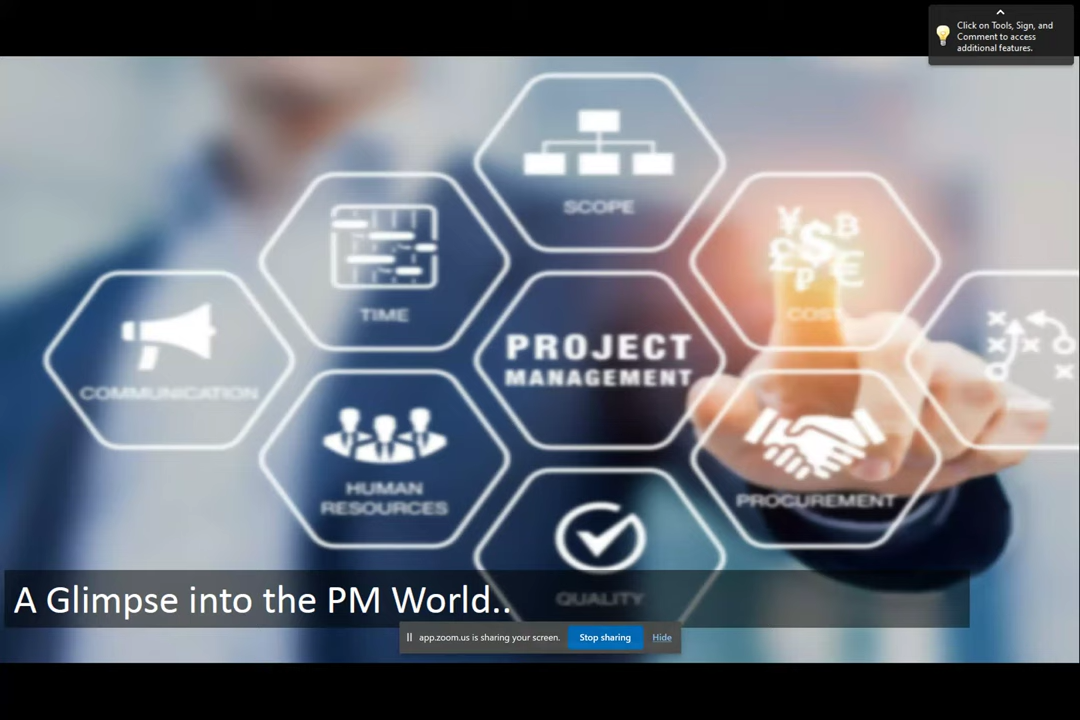 Click on Tools, Sign, and
Comment to access
additional features.
SCOPE
TIME
COST
COMMUNICATION
PROJECT
MANAGEMENT
HUMAN
RESOURCES
PROCUREMENT
QUALITY
A Glimpse into the PM World..
app.zoom.us is sharing your screen.
Stop sharing
Hide